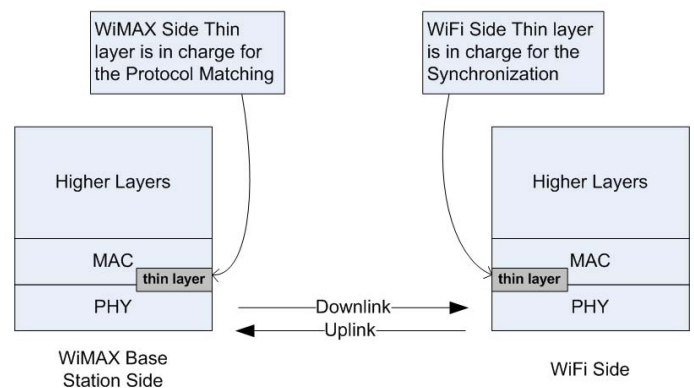 WiMAX Side Thin
layer is in charge for
the Protocol Matching
WiFi Side Thin layer
is in charge for the
Synchronization
Higher Layers
MAC
thin layer
PHY
WiMAX Base
Station Side
Downlink
Uplink
Higher Layers
MAC
thin layer
PHY
WiFi Side